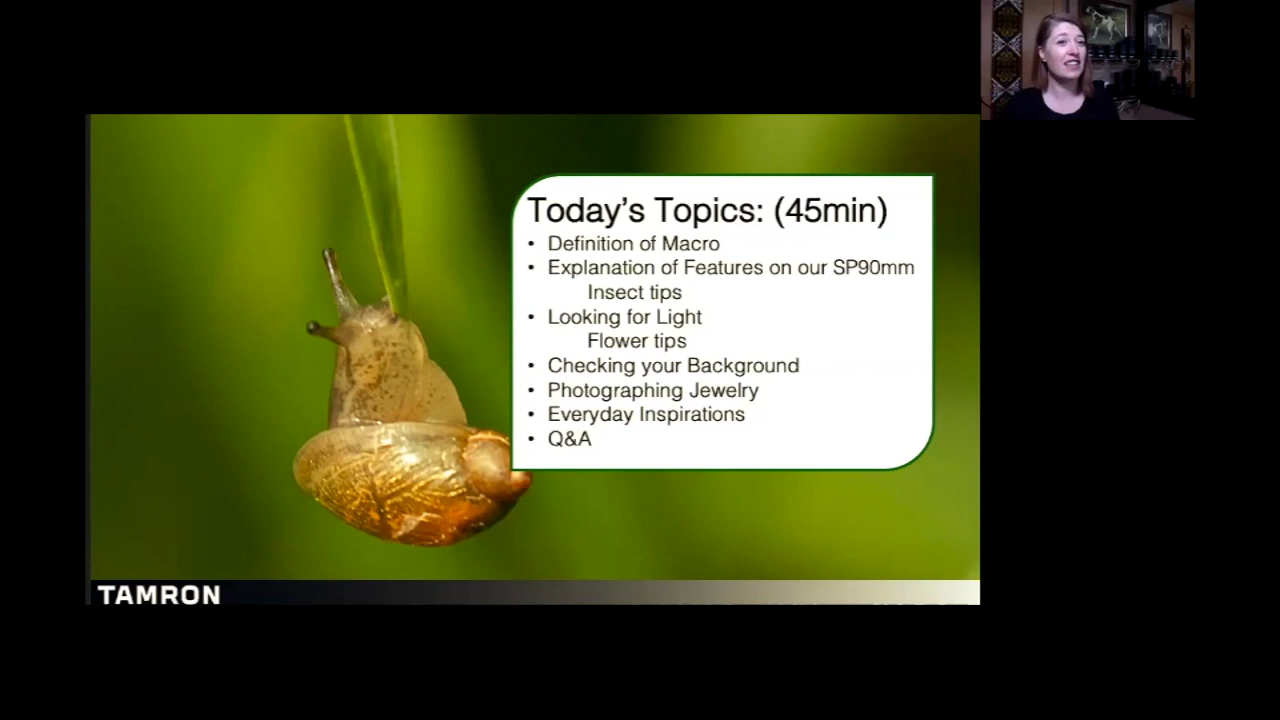 Today's Topics: (45min)
• Definition of Macro
• Explanation of Features on our SP90mm
Insect tips
• Looking for Light
Flower tips
• Checking your Background
• Photographing Jewelry
• Everyday Inspirations
• Q&A
TAMRON